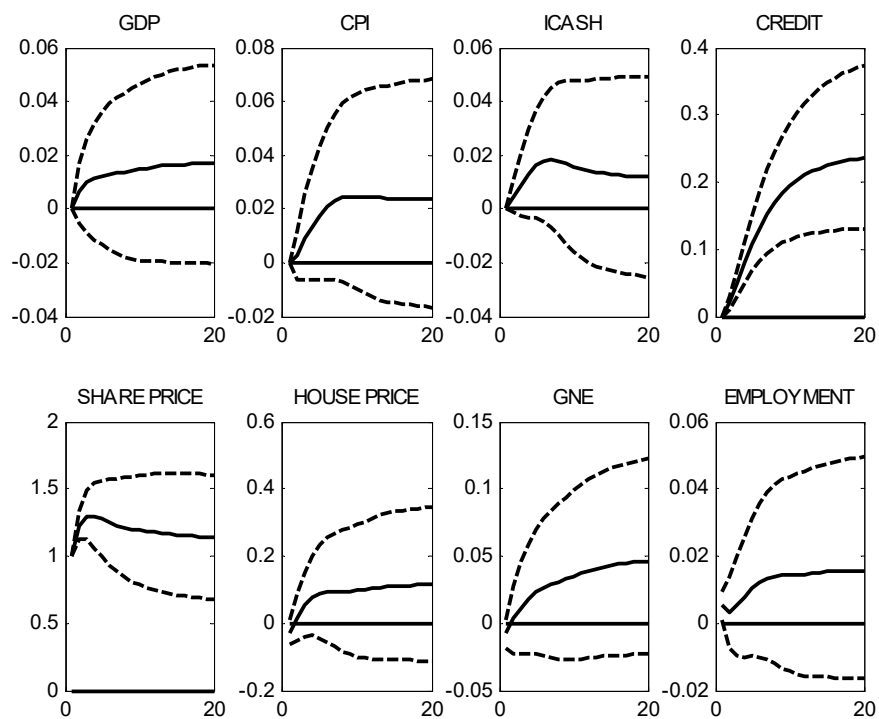 GDP CPI ICASH CREDIT
0.06 0.08 0.06 0.4
0.04 0.06 0.04 0.3
0.02 0.04 0.02 0.2
0 0.02 0 0.1
-0.02 0 -0.02
-0.04 -0.02 -0.04 0
0 20 0 20 0 20 0 20
SHARE PRICE HOUSE PRICE GNE EMPLOYMENT
2 0.6 0.15 0.06
1.5 0.4 0.1 0.04
1 0.2 0.05 0.02
0.5 0 0 0
0 -0.2 -0.05 -0.02
0 20 0 20 0 20 0 20